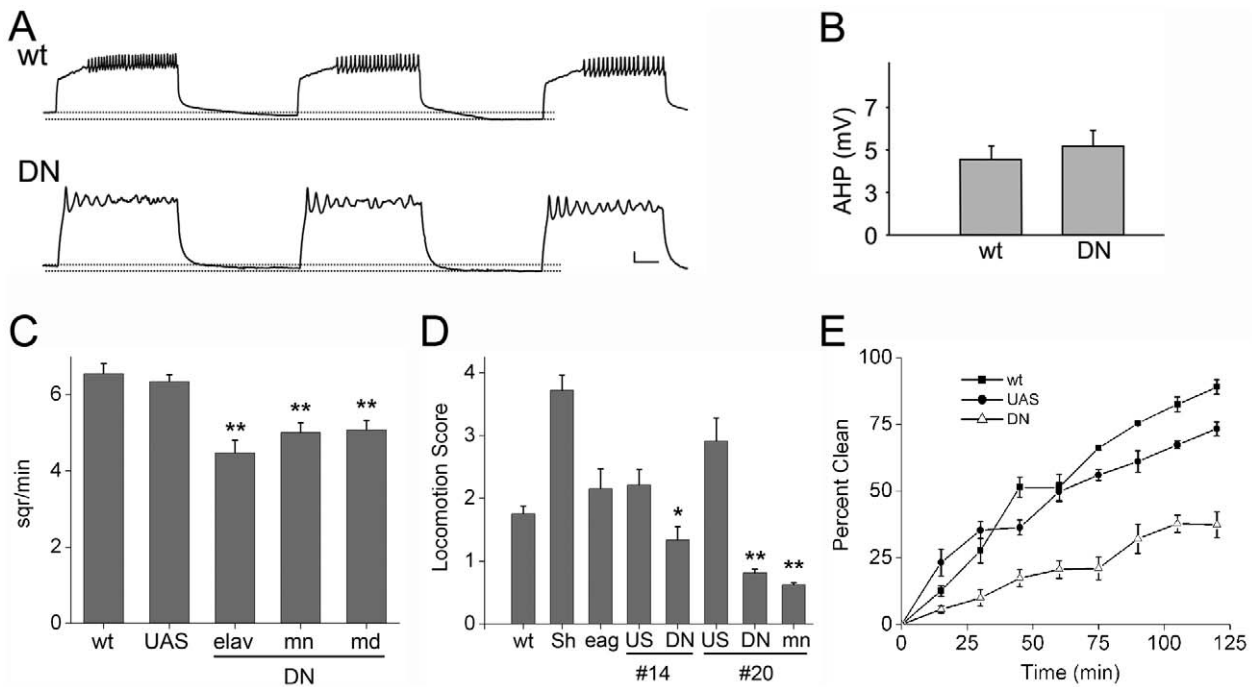 A
wt
DN
B
AHP (mV)
7
5
3
0
wt DN
C
sqr/min
6
4
2
0
wt UAS elav mn md
** ** **
DN
D
Locomotion Score
4
3
2
1
0
* ** **
wt Sh eag US DN US DN mn
#14 #20
E
Percent Clean
100
75
50
25
0
wt
UAS
DN
0 25 50 75 100 125
Time (min)